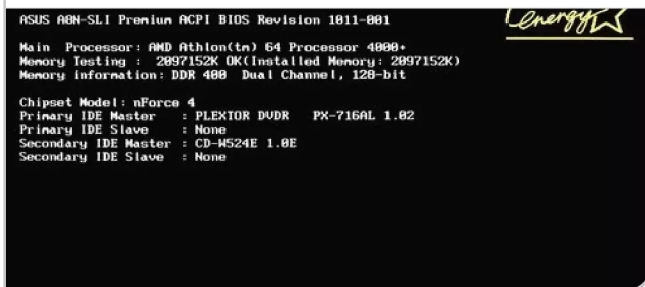 ASUS A8N-SLI Premium ACPI BIOS Revision 1011-001
energy
Main Processor: AMD Athlon(tm) 64 Processor 4000+
Memory Testing : 2097152K OK(Installed Memory: 2097152K)
Memory information: DDR 400 Dual Channel, 128-bit
Chipset Model: nForce 4
Primary IDE Master : PLEXTOR DVDR PX-716AL 1.02
Primary IDE Slave : None
Secondary IDE Master : CD-W524E 1.0E
Secondary IDE Slave : None